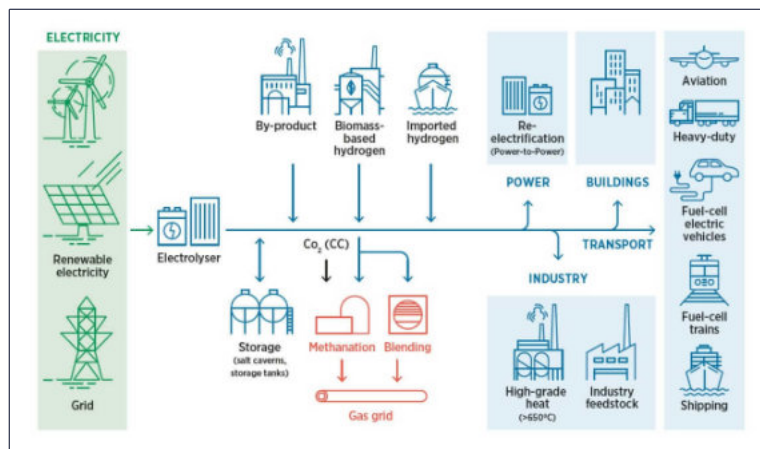 ELECTRICITY
Renewable
electricity
Grid
Electrolyser
By-product
Biomass-
based
hydrogen
Imported
hydrogen
Storage
(salt caverns,
storage tanks)
Co₂ (CC)
Methanation
Blending
Gas grid
Re-
electrification
(Power-to-Power)
POWER
BUILDINGS
TRANSPORT
INDUSTRY
High-grade
heat
(>650°C)
Industry
feedstock
Aviation
Heavy-duty
Fuel-cell
electric
vehicles
Fuel-cell
trains
Shipping